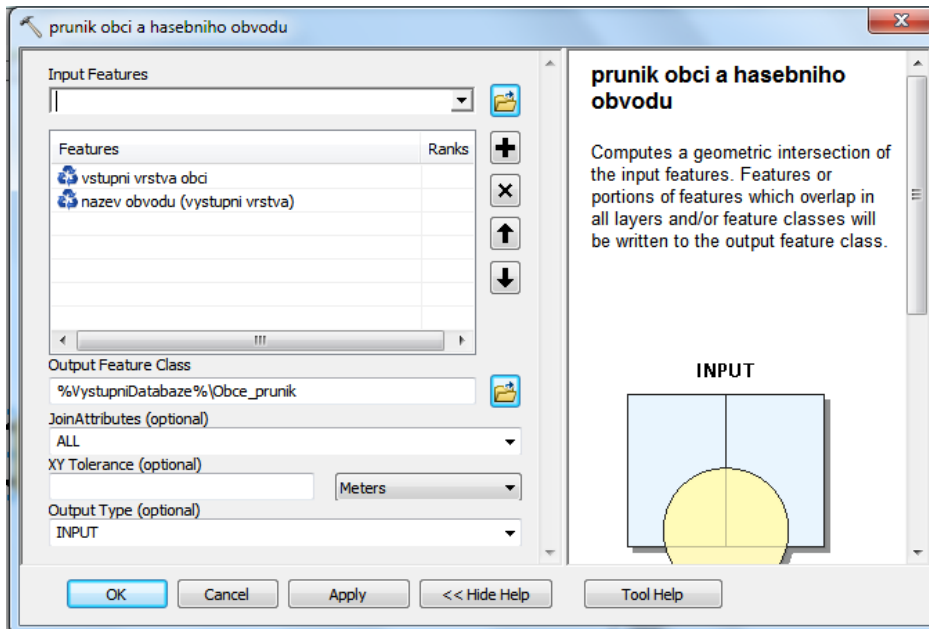 prunik obci a hasebniho obvodu
Input Features
Features Ranks
vstupni vrstva obci
nazev obvodu (vystupni vrstva)
Output Feature Class
%VystupniDatabaze%\Obce_prunik
JoinAttributes (optional)
ALL
XY Tolerance (optional)
Meters
Output Type (optional)
INPUT
prunik obci a hasebniho
obvodu
Computes a geometric intersection of
the input features. Features or
portions of features which overlap in
all layers and/or feature classes will
be written to the output feature class.
INPUT
OK Cancel Apply << Hide Help Tool Help